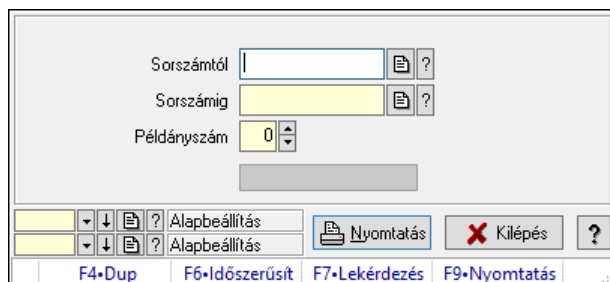 Sorszámtól ?
Sorszámig ?
Példányszám 0
? Alapbeállítás
? Alapbeállítás
Nyomtatás Kilépés ?
F4•Dup F6•Időszerűsít F7•Lekérdezés F9•Nyomtatás